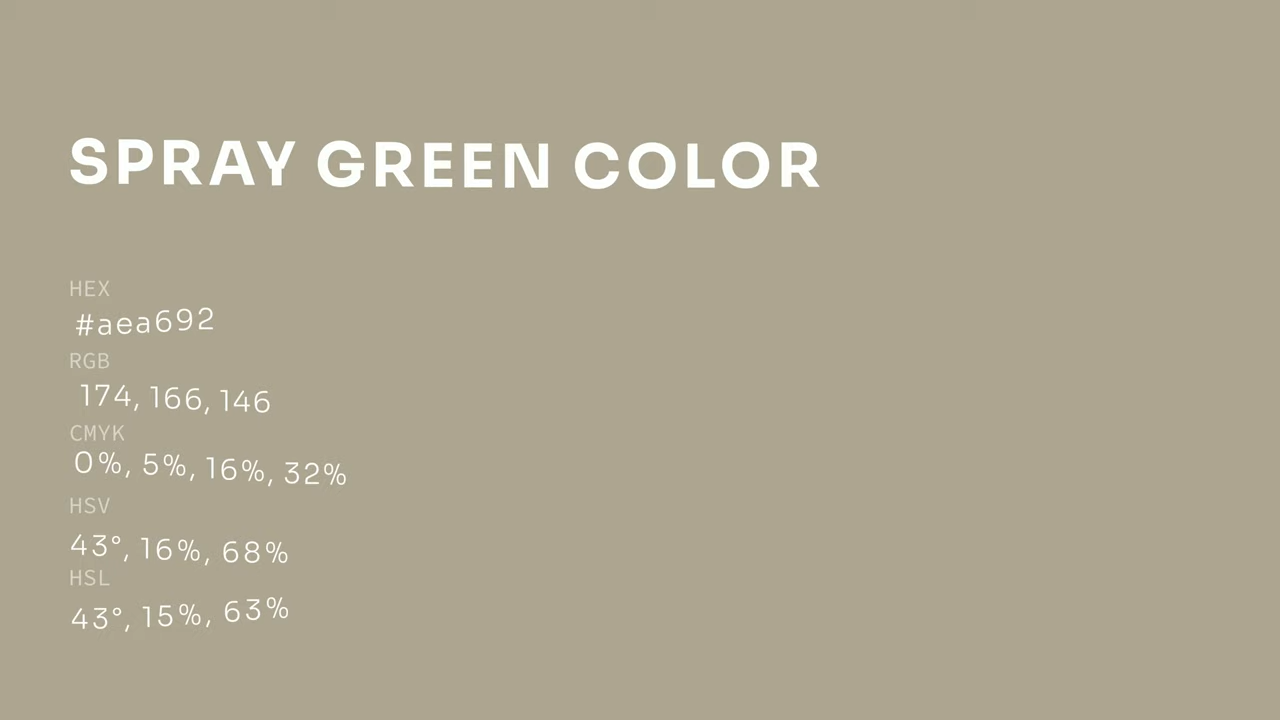 SPRAY GREEN COLOR
HEX
#aea692
RGB
174, 166, 146
CMYK
0%, 5%, 16%, 32%
HSV
43°, 16%, 68%
HSL
43°, 15%, 63%